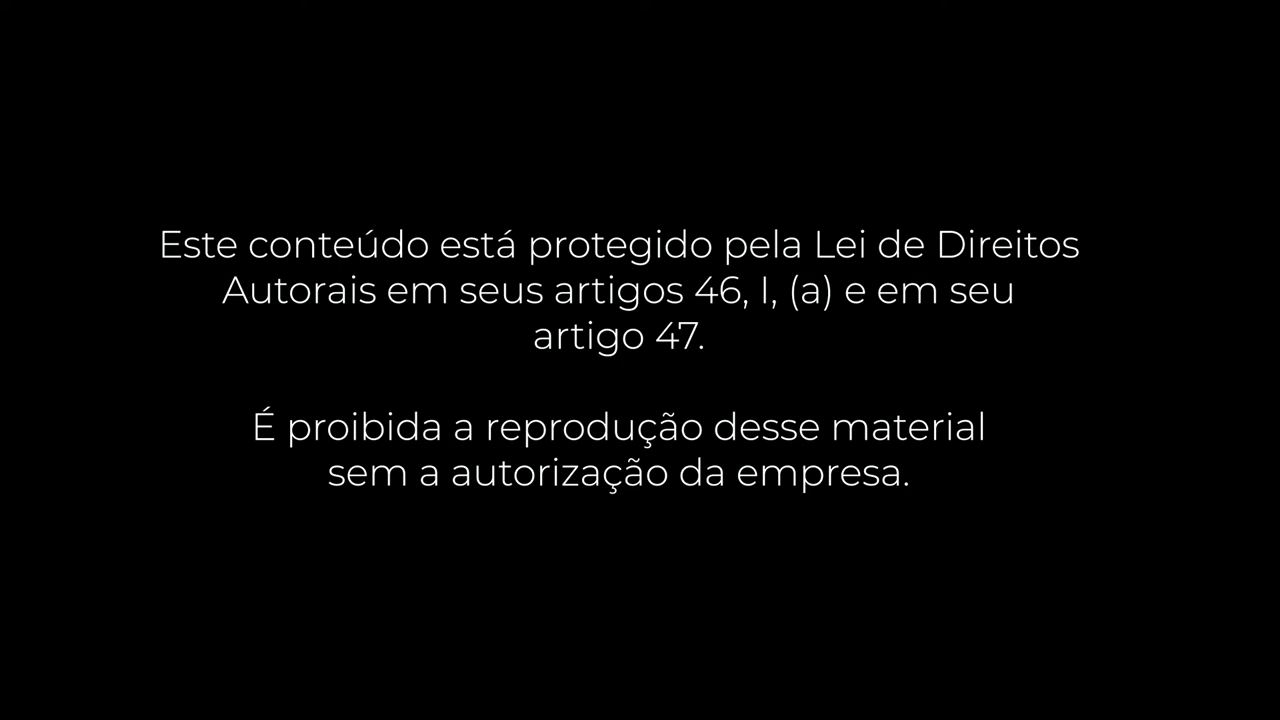 Este conteúdo está protegido pela Lei de Direitos
Autorais em seus artigos 46, I, (a) e em seu
artigo 47.
É proibida a reprodução desse material
sem a autorização da empresa.